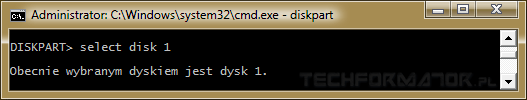 Administrator: C:\Windows\system32\cmd.exe - diskpart
DISKPART> select disk 1
Obecnie wybranym dyskiem jest dysk 1.
TECHFORMATOR.PL